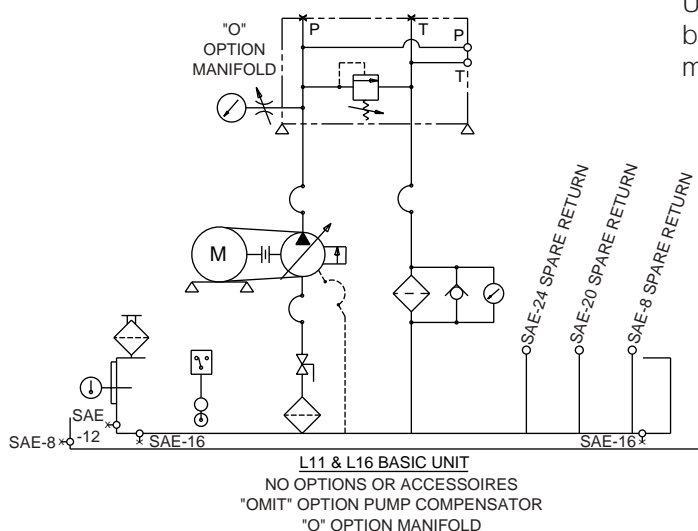 "O"
OPTION
MANIFOLD
P
T
P
T
M
SAE-24 SPARE RETURN
SAE-20 SPARE RETURN
SAE-8 SPARE RETURN
SAE
-12
SAE-8
SAE-16
SAE-16
L11 & L16 BASIC UNIT
NO OPTIONS OR ACCESSOIRES
"OMIT" OPTION PUMP COMPENSATOR
"O" OPTION MANIFOLD